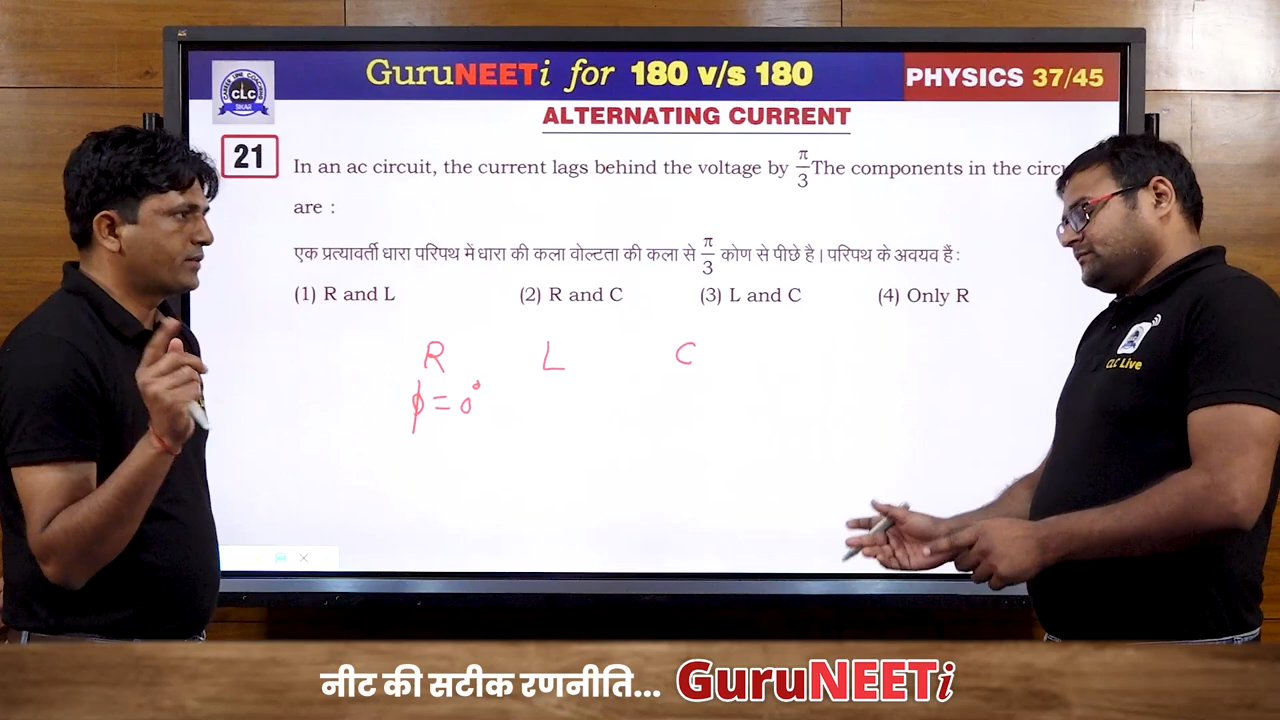 GuruNEETi for 180 v/s 180
PHYSICS 37/45
CLC
SIKAR
ALTERNATING CURRENT
21
In an ac circuit, the current lags behind the voltage by π/3 The components in the
are :
एक प्रत्यावर्ती धारा परिपथ में धारा की कला वोल्टता की कला से π/3 कोण से पीछे है। परिपथ के अवयव हैं :
(1) R and L (2) R and C (3) L and C (4) Only R
R L C
ϕ = 0°
CLC Live
नीट की सटीक रणनीति... GuruNEETi